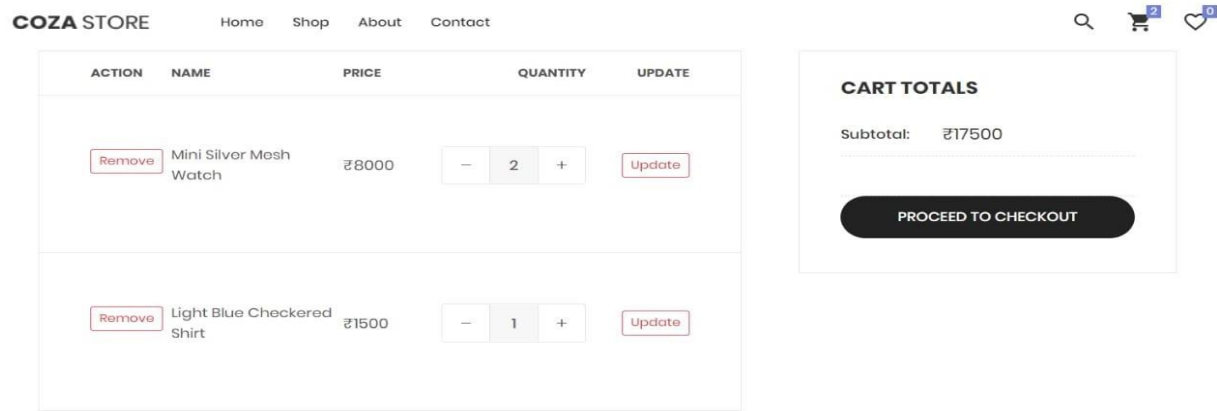 COZA STORE Home Shop About Contact 2 0
ACTION NAME PRICE QUANTITY UPDATE
Remove Mini Silver Mesh Watch ₹8000 − 2 + Update
Remove Light Blue Checkered Shirt ₹1500 − 1 + Update
CART TOTALS
Subtotal: ₹17500
PROCEED TO CHECKOUT